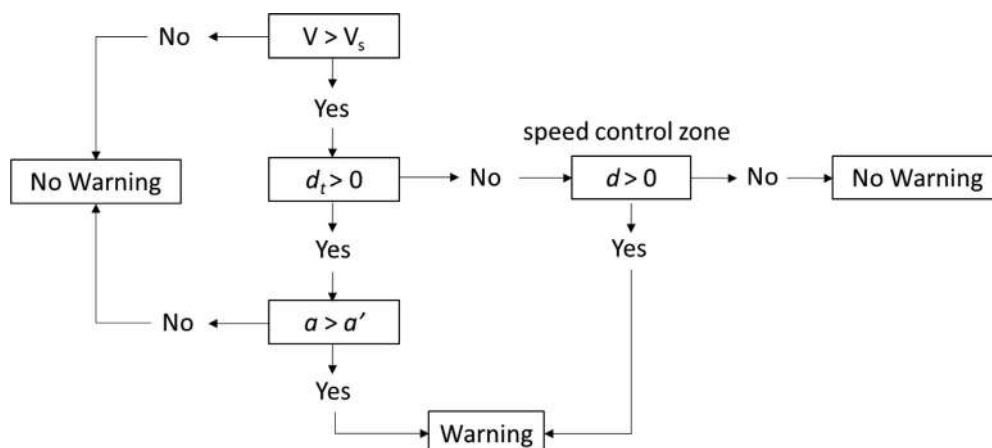 No
V > Vₛ
Yes
speed control zone
No Warning
dₜ > 0
No
d > 0
No
No Warning
Yes
Yes
No
a > a′
Yes
Warning